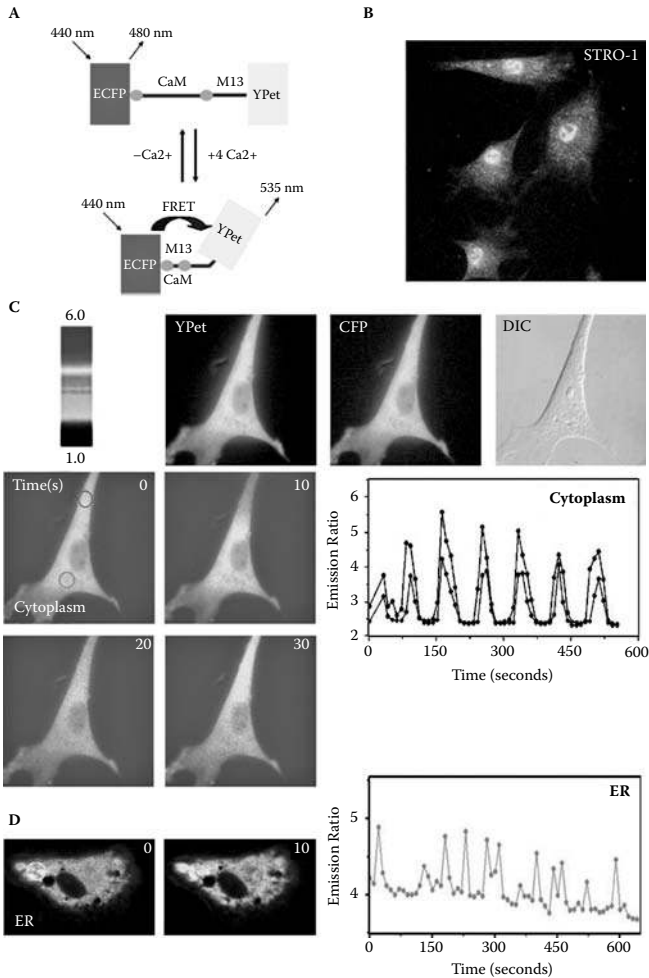 A
440 nm 480 nm
CaM M13
ECFP YPet
−Ca2+ +4 Ca2+
535 nm
440 nm FRET
YPet
M13
ECFP
CaM
B
STRO-1
C
6.0
1.0
YPet
CFP
DIC
Time(s) 0
Cytoplasm
10
20
30
Cytoplasm
Emission Ratio
6
5
4
3
2
0 150 300 450 600
Time (seconds)
D
0
ER
10
ER
Emission Ratio
5
4
0 150 300 450 600
Time (seconds)